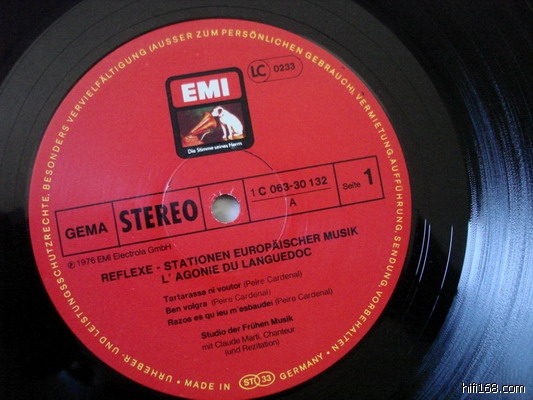 URHEBER- UND LEISTUNGSSCHUTZRECHTE, BESONDERS VERVIELFÄLTIGUNG (AUSSER ZUM PERSÖNLICHEN GEBRAUCH), VERMIETUNG, AUFFÜHRUNG, SENDUNG, VORBEHALTEN •
LC 0233
EMI
Die Stimme seines Herrn
GEMA
STEREO
1 C 063-30 132
A
Seite 1
℗ 1976 EMI Electrola GmbH
REFLEXE - STATIONEN EUROPÄISCHER MUSIK
L' AGONIE DU LANGUEDOC
Tartarassa ni voutor (Peire Cardenal)
Ben volgra (Peire Cardenal)
Razos es qu ieu m'esbaudei (Peire Cardenal)
Studio der Frühen Musik
mit Claude Marti, Chanteur
(und Rezitation)
• MADE IN ST 33 GERMANY •
hifi168.com